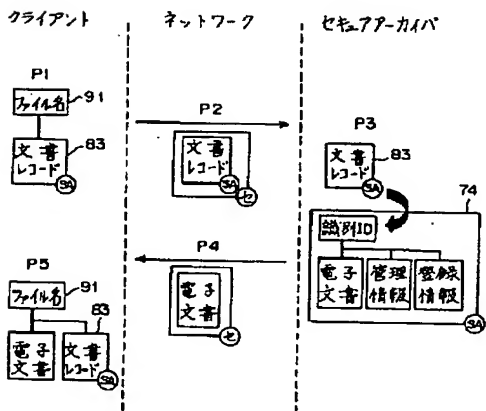 クライアント
ネットワーク
セキュアアーカイバ
P1
ファイル名
91
文書
レコード
83
SA
P2
文書
レコード
SA
セ
P3
文書
レコード
83
SA
74
識別ID
電子
文書
管理
情報
登録
情報
SA
P4
電子
文書
セ
P5
ファイル名
91
83
電子
文書
文書
レコード
SA